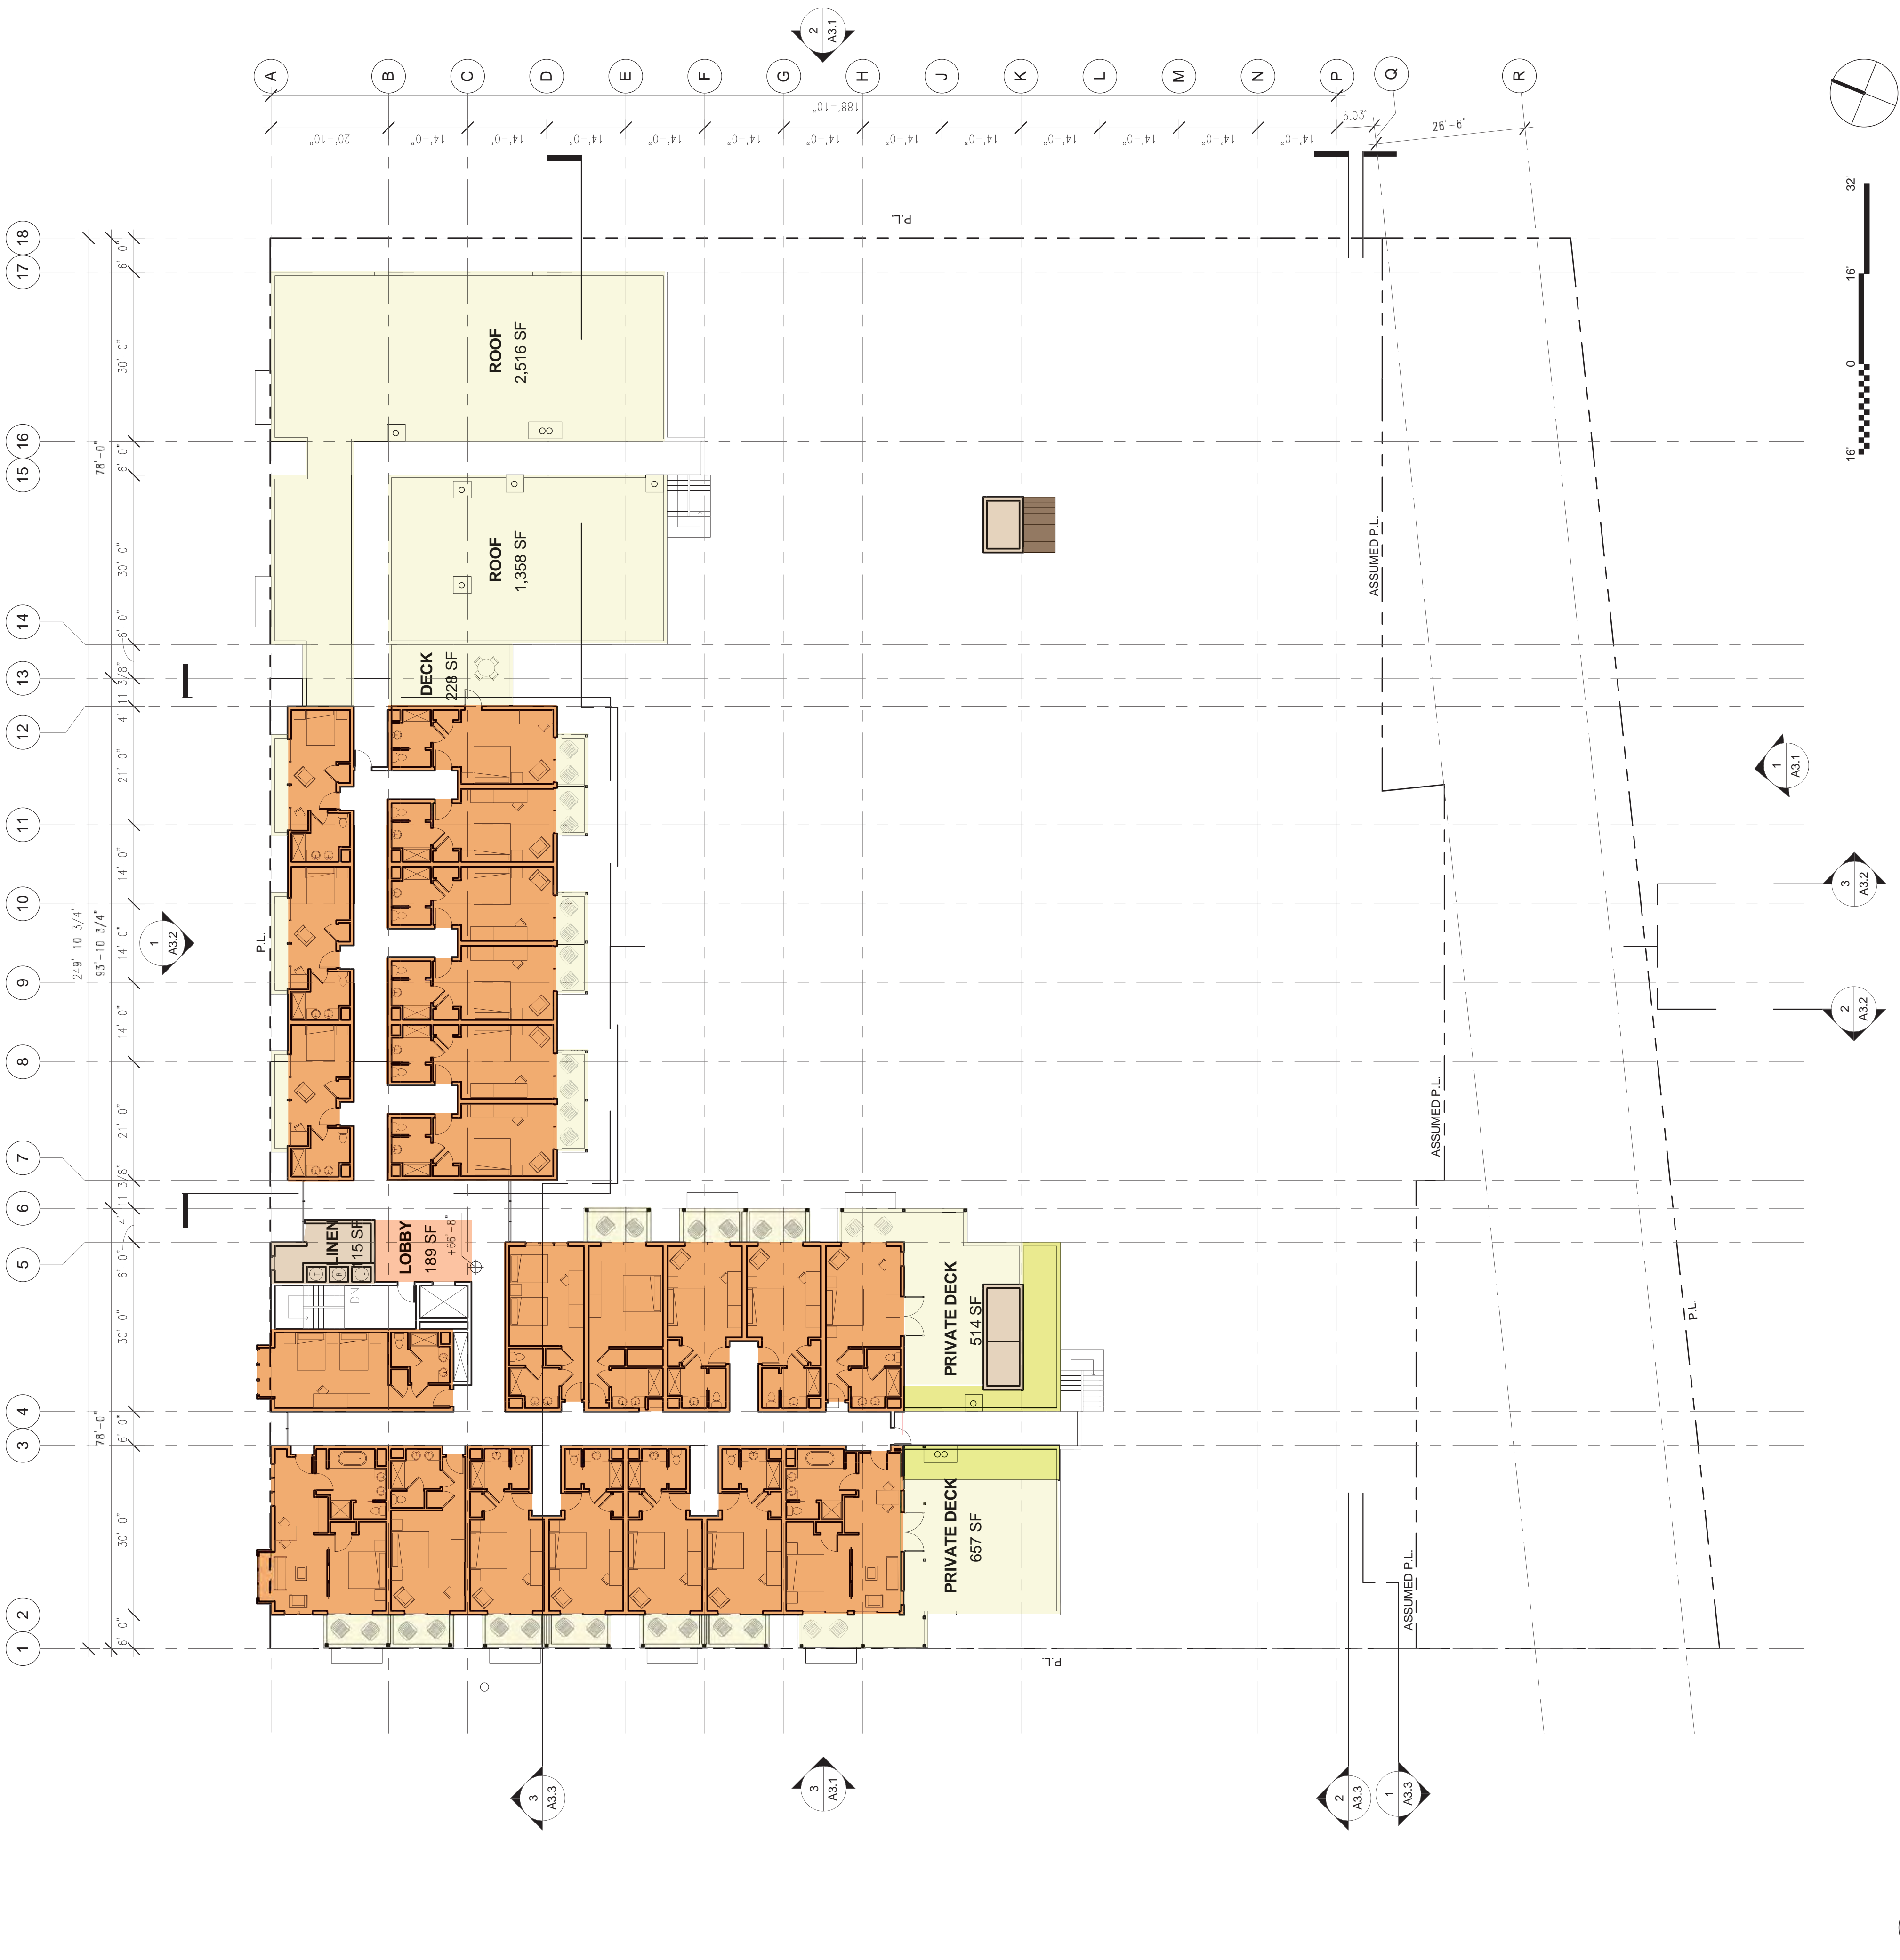 2
A3.1
A
B
C
D
E
F
G
H
J
K
L
M
N
P
Q
R
188'-10"
20'-10"
14'-0"
14'-0"
14'-0"
14'-0"
14'-0"
14'-0"
14'-0"
14'-0"
14'-0"
14'-0"
14'-0"
14'-0"
6.03'
26'-6"
18
17
16
15
14
13
12
11
10
9
8
7
6
5
4
3
2
1
249'-10 3/4"
78'-0"
93'-10 3/4"
78'-0"
6'-0"
30'-0"
6'-0"
30'-0"
6'-0"
4'-11 3/8"
21'-0"
14'-0"
14'-0"
14'-0"
21'-0"
4'-11 3/8"
6'-0"
30'-0"
6'-0"
30'-0"
6'-0"
16'
0
16'
32'
P.L.
ROOF
2,516 SF
ROOF
1,358 SF
DECK
228 SF
P.L.
1
A3.2
LINEN
115 SF
LOBBY
189 SF
+66'-8"
T
R
L
DN
PRIVATE DECK
514 SF
PRIVATE DECK
657 SF
ASSUMED P.L.
ASSUMED P.L.
ASSUMED P.L.
P.L.
P.L.
1
A3.1
3
A3.2
2
A3.2
3
A3.3
3
A3.1
2
A3.3
1
A3.3